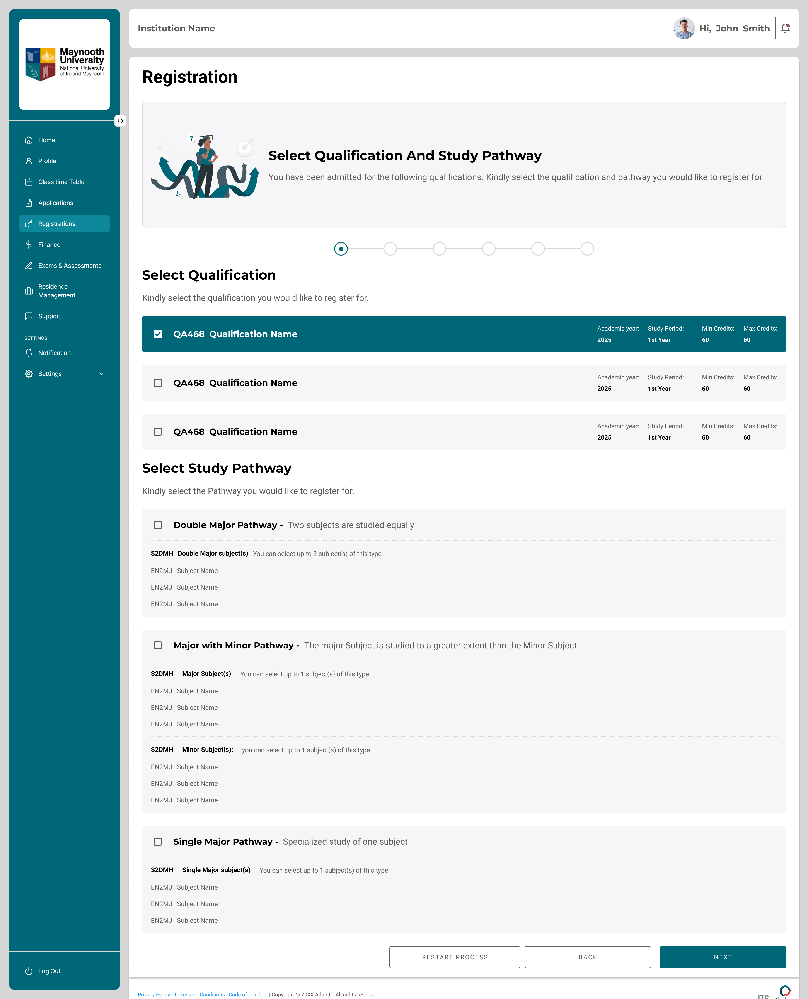 Maynooth
University
National University
of Ireland Maynooth
Home
Profile
Class time Table
Applications
Registrations
Finance
Exams & Assessments
Residence
Management
Support
SETTINGS
Notification
Settings
Log Out
Institution Name
Hi, John Smith
Registration
?
Select Qualification And Study Pathway
You have been admitted for the following qualifications. Kindly select the qualification and pathway you would like to register for
Select Qualification
Kindly select the qualification you would like to register for.
QA468 Qualification Name
Academic year: Study Period: Min Credits: Max Credits:
2025 1st Year 60 60
QA468 Qualification Name
Academic year: Study Period: Min Credits: Max Credits:
2025 1st Year 60 60
QA468 Qualification Name
Academic year: Study Period: Min Credits: Max Credits:
2025 1st Year 60 60
Select Study Pathway
Kindly select the Pathway you would like to register for.
Double Major Pathway - Two subjects are studied equally
S2DMH Double Major subject(s) You can select up to 2 subject(s) of this type
EN2MJ Subject Name
EN2MJ Subject Name
EN2MJ Subject Name
Major with Minor Pathway - The major Subject is studied to a greater extent than the Minor Subject
S2DMH Major Subject(s) You can select up to 1 subject(s) of this type
EN2MJ Subject Name
EN2MJ Subject Name
EN2MJ Subject Name
S2DMH Minor Subject(s): you can select up to 1 subject(s) of this type
EN2MJ Subject Name
EN2MJ Subject Name
EN2MJ Subject Name
Single Major Pathway - Specialized study of one subject
S2DMH Single Major subject(s) You can select up to 1 subject(s) of this type
EN2MJ Subject Name
EN2MJ Subject Name
EN2MJ Subject Name
RESTART PROCESS
BACK
NEXT
Privacy Policy | Terms and Conditions | Code of Conduct | Copyright @ 20XX AdaptIT. All rights reserved.
ITS